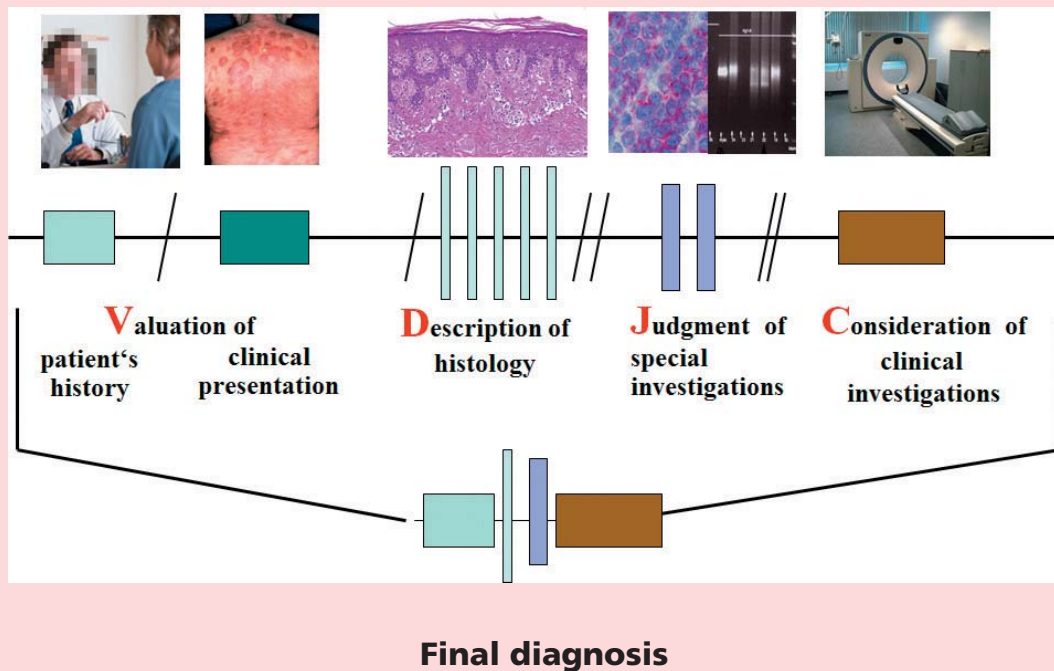 Valuation of
patient‘s
history
clinical
presentation
Description of
histology
Judgment of
special
investigations
Consideration of
clinical
investigations
Final diagnosis